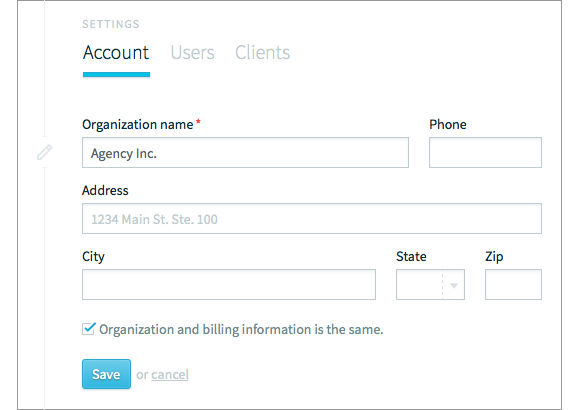 SETTINGS
Account Users Clients
Organization name * Phone
Agency Inc.
Address
1234 Main St. Ste. 100
City State Zip
Organization and billing information is the same.
Save or cancel